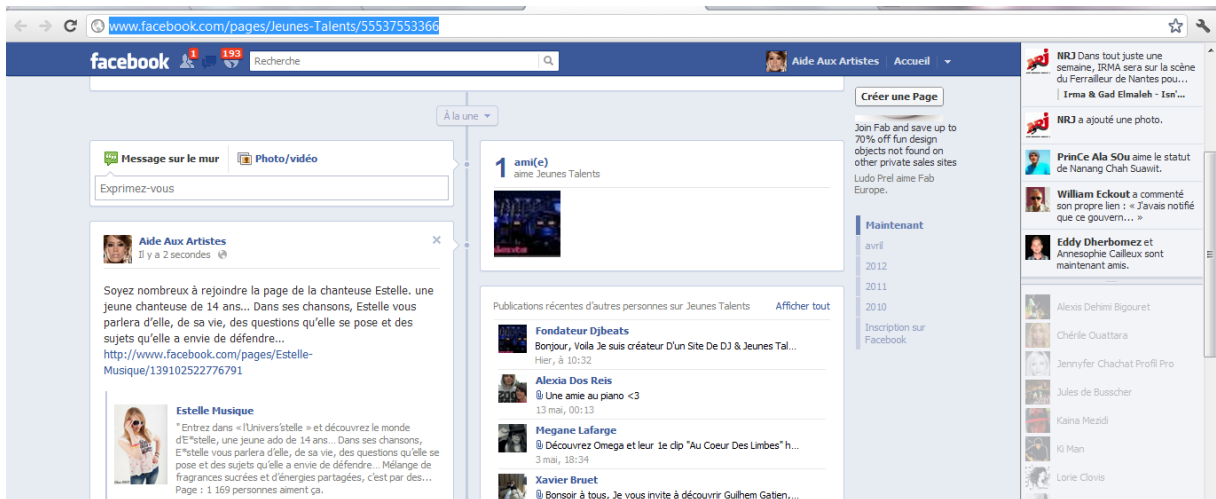 www.facebook.com/pages/Jeunes-Talents/55537553366
facebook
1
193
Recherche
Aide Aux Artistes
Accueil
À la une
Message sur le mur
Photo/vidéo
Exprimez-vous
Aide Aux Artistes
Il y a 2 secondes
Soyez nombreux à rejoindre la page de la chanteuse Estelle. une
jeune chanteuse de 14 ans... Dans ses chansons, Estelle vous
parlera d'elle, de sa vie, des questions qu'elle se pose et des
sujets qu'elle a envie de défendre...
http://www.facebook.com/pages/Estelle-
Musique/139102522776791
Estelle Musique
"Entrez dans «l'Univers'stelle » et découvrez le monde
d'E*stelle, une jeune ado de 14 ans... Dans ses chansons,
E*stelle vous parlera d'elle, de sa vie, des questions qu'elle se
pose et des sujets qu'elle a envie de défendre... Mélange de
fragrances sucrées et d'énergies partagées, c'est par des...
Page : 1 169 personnes aiment ça.
1 ami(e)
aime Jeunes Talents
Publications récentes d'autres personnes sur Jeunes Talents
Afficher tout
Fondateur Djbeats
Bonjour, Voila Je suis créateur D'un Site De DJ & Jeunes Tal...
Hier, à 10:32
Alexia Dos Reis
Une amie au piano <3
13 mai, 00:13
Megane Lafarge
Découvrez Omega et leur 1e clip "Au Coeur Des Limbes" h...
3 mai, 18:34
Xavier Bruet
Bonsoir à tous, Je vous invite à découvrir Guilhem Gatien,...
Créer une Page
Join Fab and save up to
70% off fun design
objects not found on
other private sales sites
Ludo Prel aime Fab
Europe.
Maintenant
avril
2012
2011
2010
Inscription sur
Facebook
NRJ Dans tout juste une
semaine, IRMA sera sur la scène
du Ferrailleur de Nantes pou...
Irma & Gad Elmaleh - Isn'...
NRJ a ajouté une photo.
PrinCe Ala SOu aime le statut
de Nanang Chah Suawit.
William Eckout a commenté
son propre lien : « J'avais notifié
que ce gouvern... »
Eddy Dherbomez et
Annesophie Cailleux sont
maintenant amis.
Alexis Dehimi Bigouret
Chérile Ouattara
Jennyfer Chachat Profil Pro
Jules de Busscher
Kaina Mezidi
Ki Man
Lorie Clovis